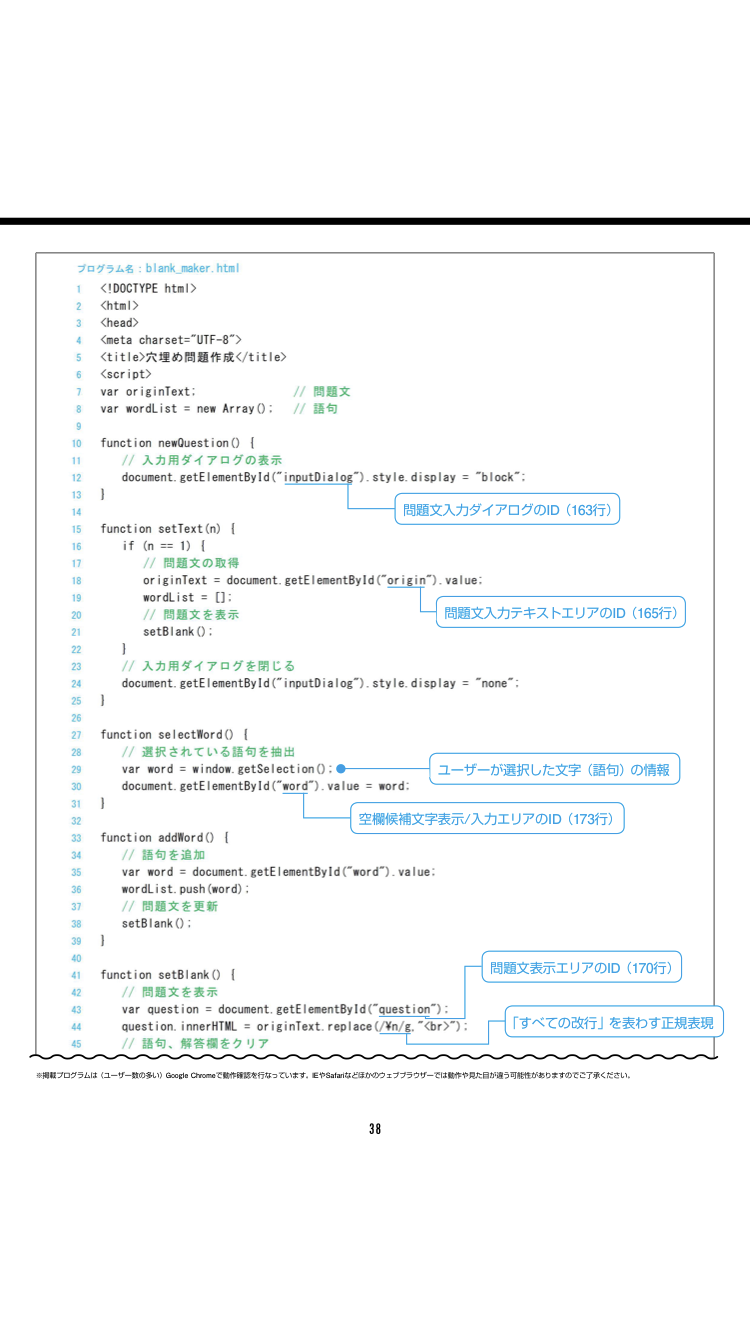 プログラム名：blank_maker.html
1 <!DOCTYPE html>
2 <html>
3 <head>
4 <meta charset="UTF-8">
5 <title>穴埋め問題作成</title>
6 <script>
7 var originText; // 問題文
8 var wordList = new Array(); // 語句
9
10 function newQuestion() {
11 // 入力用ダイアログの表示
12 document.getElementById("inputDialog").style.display = "block";
13 }
問題文入力ダイアログのID（163行）
14
15 function setText(n) {
16 if (n == 1) {
17 // 問題文の取得
18 originText = document.getElementById("origin").value;
19 wordList = [];
20 // 問題文を表示
問題文入力テキストエリアのID（165行）
21 setBlank();
22 }
23 // 入力用ダイアログを閉じる
24 document.getElementById("inputDialog").style.display = "none";
25 }
26
27 function selectWord() {
28 // 選択されている語句を抽出
29 var word = window.getSelection();
ユーザーが選択した文字（語句）の情報
30 document.getElementById("word").value = word;
31 }
32
空欄候補文字表示/入力エリアのID（173行）
33 function addWord() {
34 // 語句を追加
35 var word = document.getElementById("word").value;
36 wordList.push(word);
37 // 問題文を更新
38 setBlank();
39 }
40
41 function setBlank() {
問題文表示エリアのID（170行）
42 // 問題文を表示
43 var question = document.getElementById("question");
44 question.innerHTML = originText.replace(/¥n/g,"<br>");
「すべての改行」を表わす正規表現
45 // 語句、解答欄をクリア
※掲載プログラムは（ユーザー数の多い）Google Chromeで動作確認を行なっています。IEやSafariなどほかのウェブブラウザーでは動作や見た目が違う可能性がありますのでご了承ください。
38